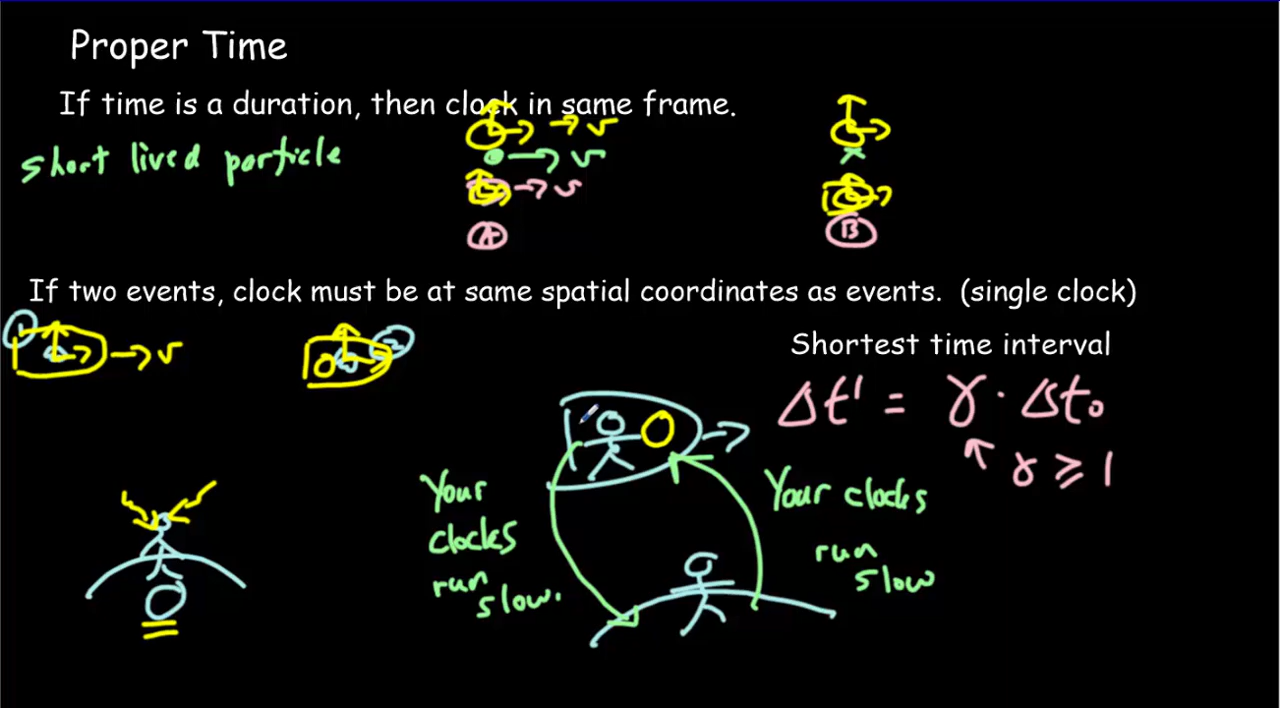 Proper Time
If time is a duration, then clock in same frame.
→ v
short lived particle
→ v
→ v
A
B
If two events, clock must be at same spatial coordinates as events. (single clock)
1
2
→ v
Shortest time interval
Δt' = γ · Δt₀
γ ≥ 1
Your
clocks
run
slow.
Your clocks
run
slow